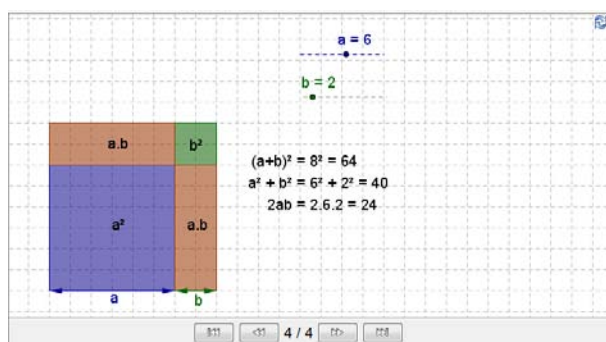 a = 6
b = 2
a.b b²
(a+b)² = 8² = 64
a² + b² = 6² + 2² = 40
2ab = 2.6.2 = 24
a² a.b
a b
4 / 4